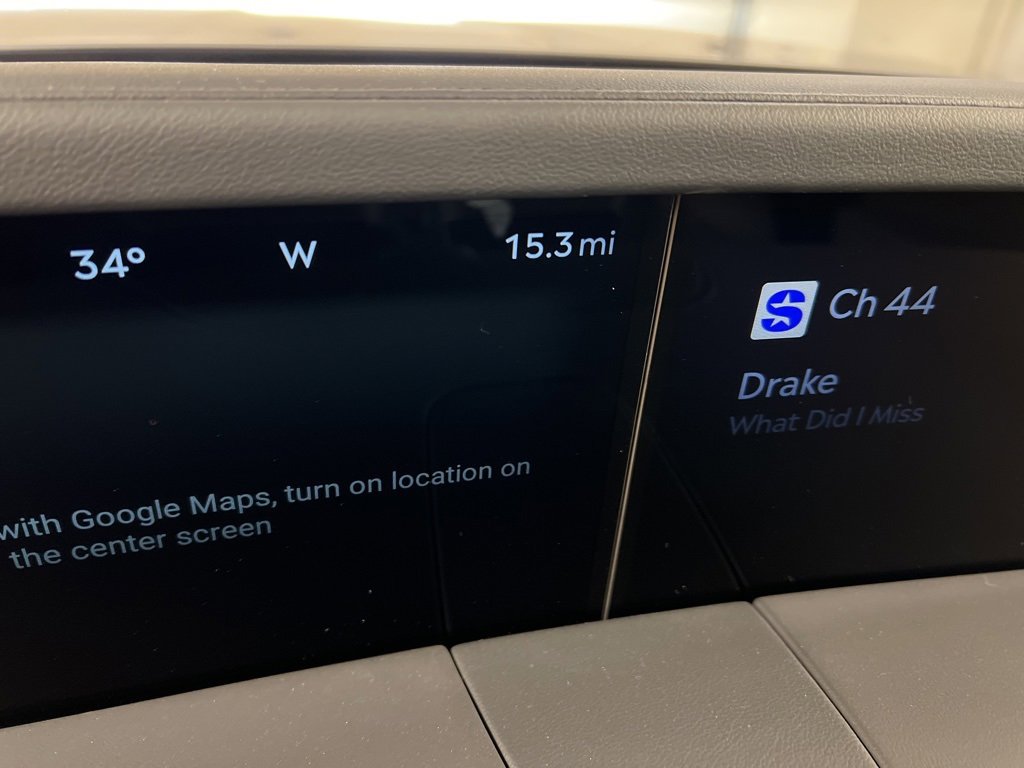 34° W 15.3 mi
S Ch 44
Drake
What Did I Miss
with Google Maps, turn on location on
the center screen